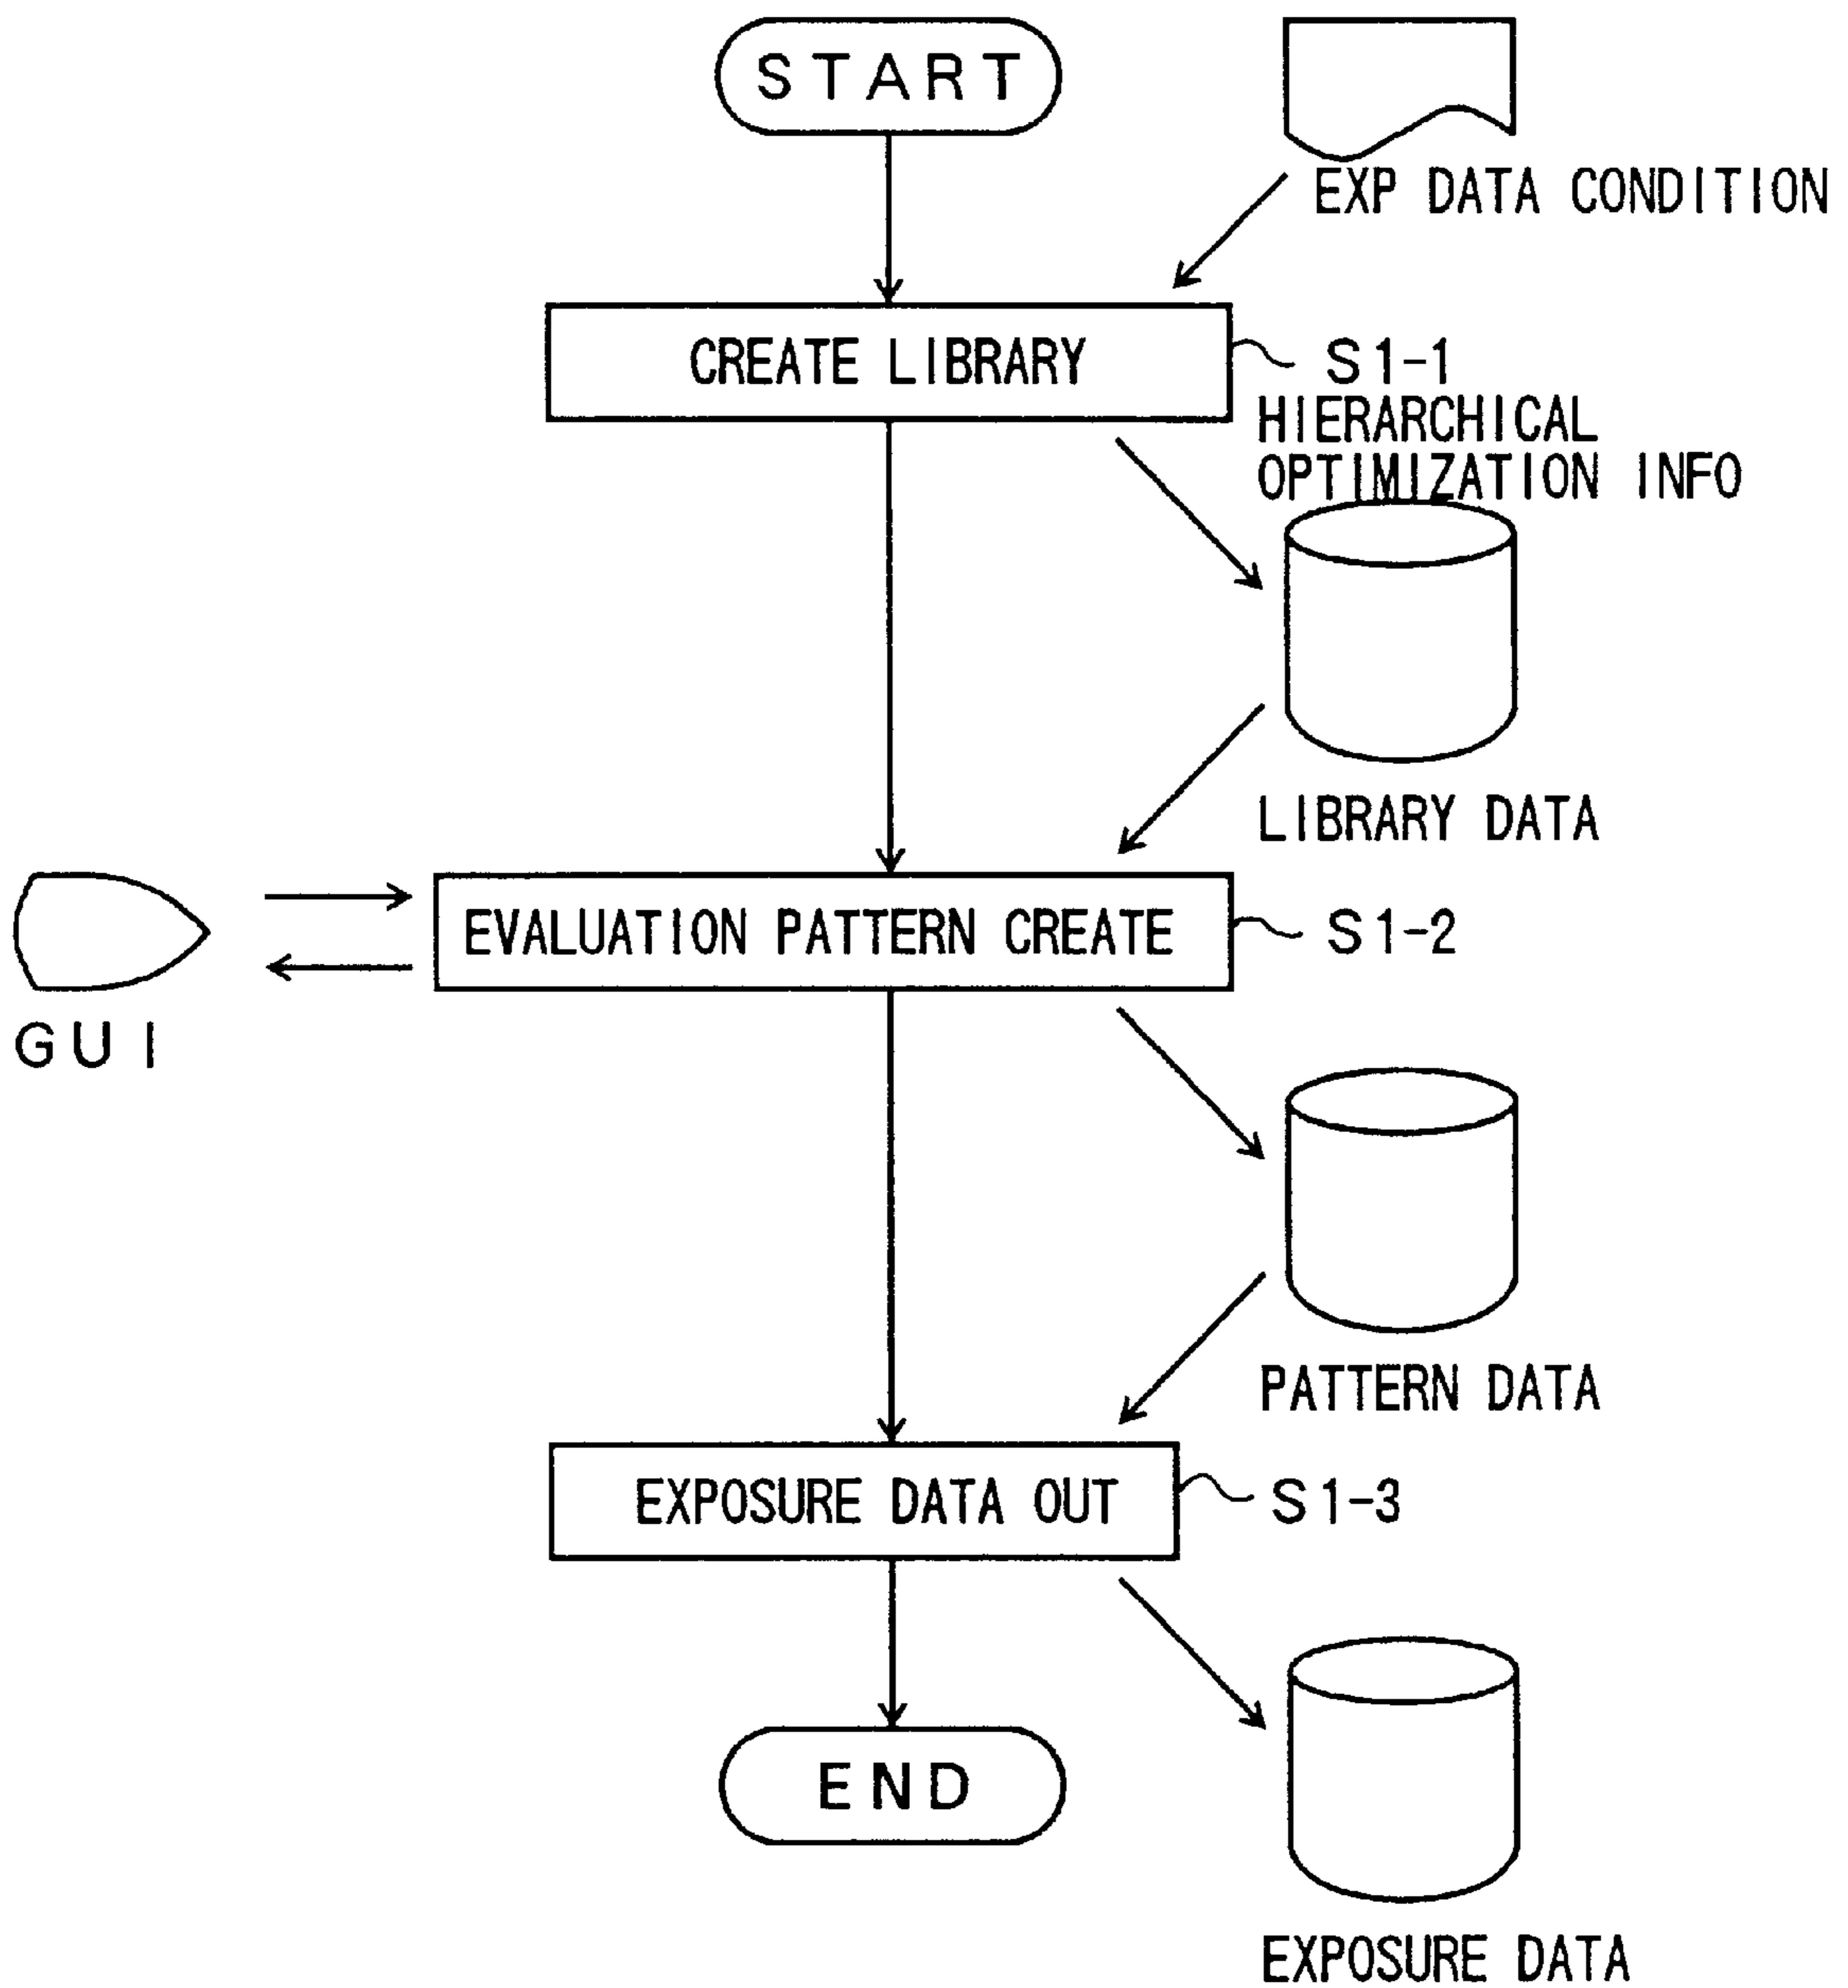 START
EXP DATA CONDITION
CREATE LIBRARY
S1-1
HIERARCHICAL
OPTIMIZATION INFO
LIBRARY DATA
EVALUATION PATTERN CREATE
S1-2
GUI
PATTERN DATA
EXPOSURE DATA OUT
S1-3
END
EXPOSURE DATA